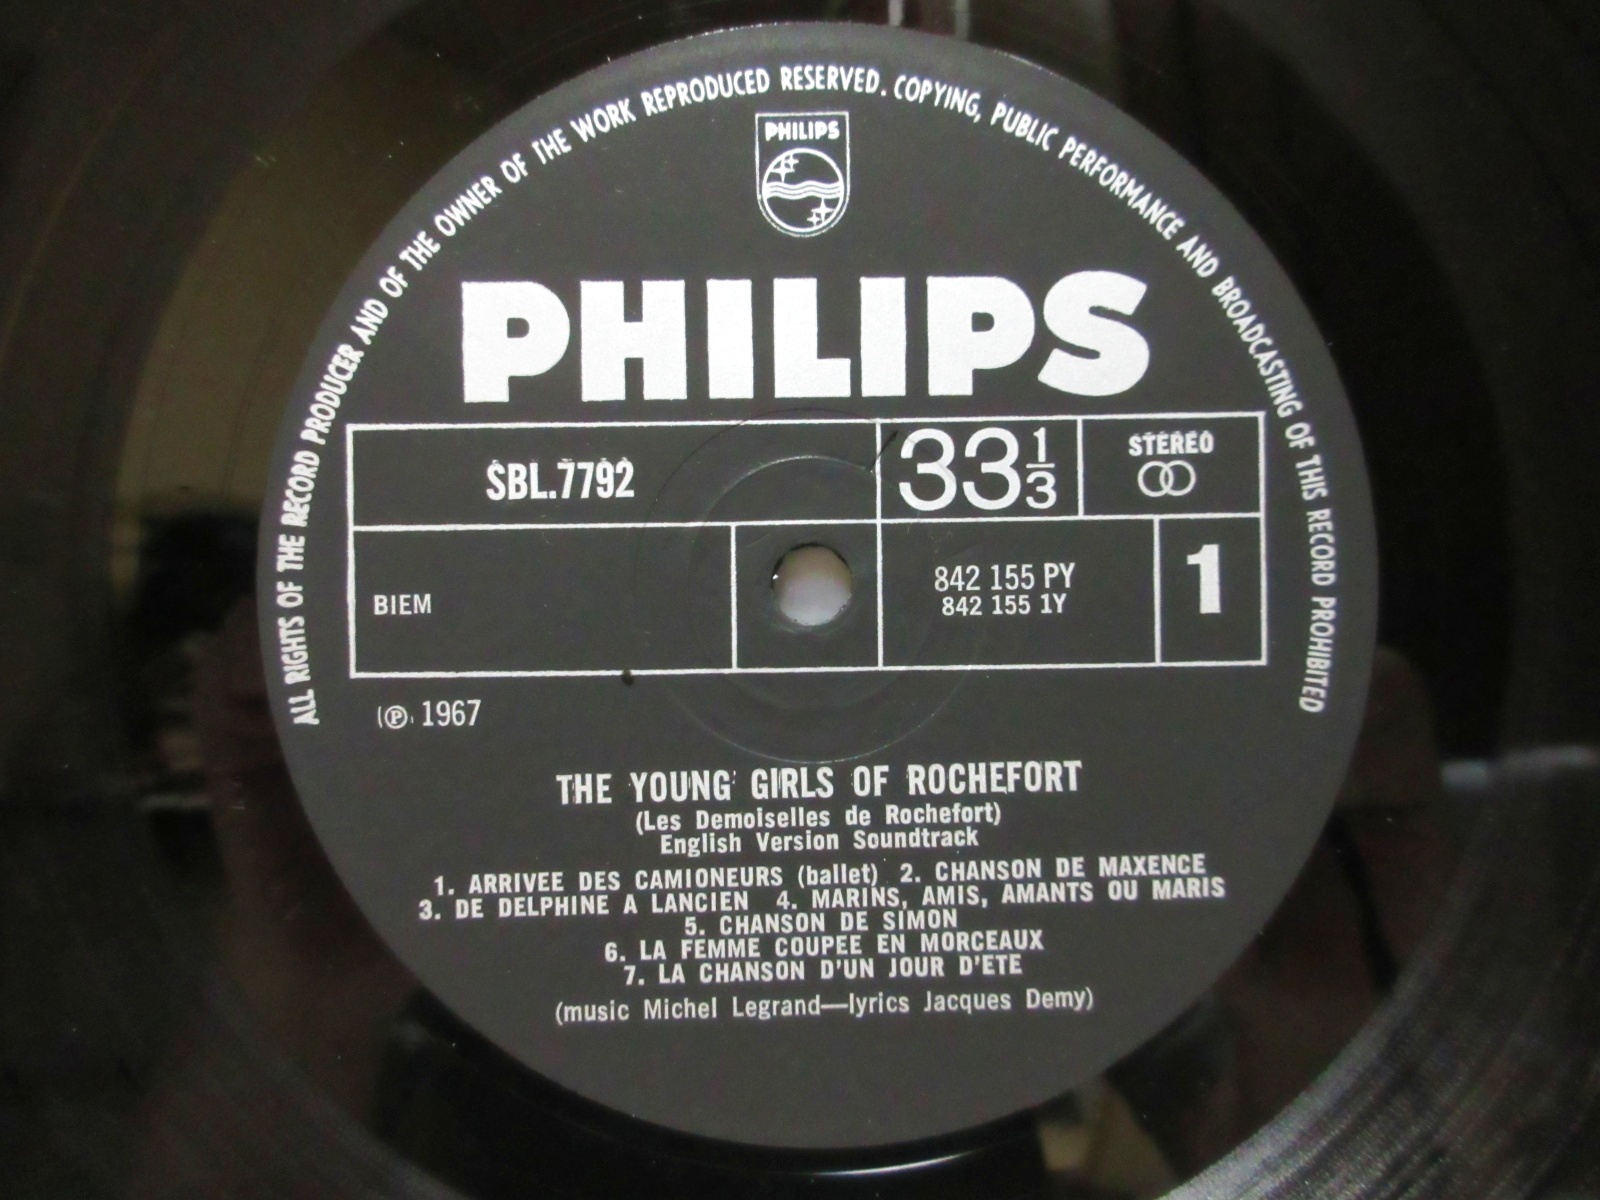 ALL RIGHTS OF THE RECORD PRODUCER AND OF THE OWNER OF THE WORK REPRODUCED RESERVED. COPYING, PUBLIC PERFORMANCE AND BROADCASTING OF THIS RECORD PROHIBITED
PHILIPS
PHILIPS
SBL.7792
33 1/3
STEREO
BIEM
842 155 PY
842 155 1Y
1
(℗) 1967
THE YOUNG GIRLS OF ROCHEFORT
(Les Demoiselles de Rochefort)
English Version Soundtrack
1. ARRIVEE DES CAMIONEURS (ballet) 2. CHANSON DE MAXENCE
3. DE DELPHINE A LANCIEN 4. MARINS, AMIS, AMANTS OU MARIS
5. CHANSON DE SIMON
6. LA FEMME COUPEE EN MORCEAUX
7. LA CHANSON D'UN JOUR D'ETE
(music Michel Legrand—lyrics Jacques Demy)